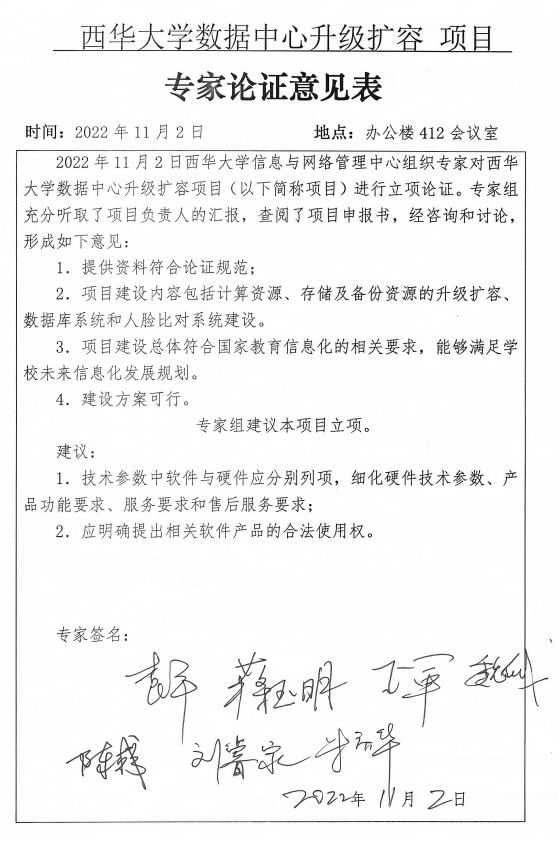 西华大学数据中心升级扩容 项目
专家论证意见表
时间：2022 年 11 月 2 日 地点：办公楼 412 会议室
2022 年 11 月 2 日西华大学信息与网络管理中心组织专家对西华
大学数据中心升级扩容项目（以下简称项目）进行立项论证。专家组
充分听取了项目负责人的汇报，查阅了项目申报书，经咨询和讨论，
形成如下意见：
1．提供资料符合论证规范；
2．项目建设内容包括计算资源、存储及备份资源的升级扩容、
数据库系统和人脸比对系统建设。
3．项目建设总体符合国家教育信息化的相关要求，能够满足学
校未来信息化发展规划。
4．建设方案可行。
专家组建议本项目立项。
建议：
1．技术参数中软件与硬件应分别列项，细化硬件技术参数、产
品功能要求、服务要求和售后服务要求；
2．应明确提出相关软件产品的合法使用权。
专家签名：
2022年 11月 2日